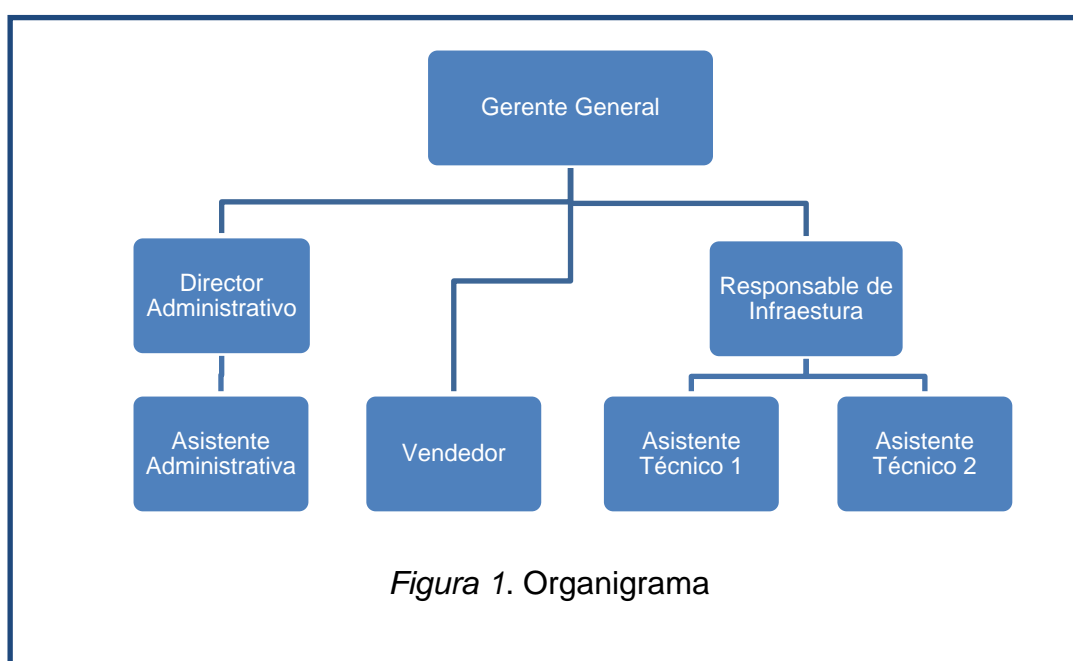 Gerente General
Director
Administrativo
Responsable de
Infraestura
Asistente
Administrativa
Vendedor
Asistente
Técnico 1
Asistente
Técnico 2
Figura 1. Organigrama